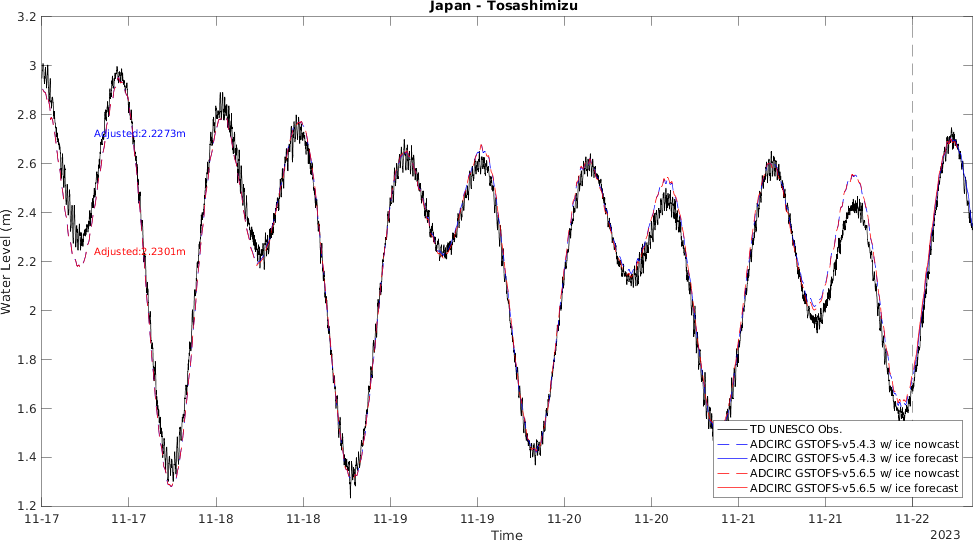 Japan - Tosashimizu
Water Level (m)
3.2
3
2.8
2.6
2.4
2.2
2
1.8
1.6
1.4
1.2
Adjusted:2.2273m
Adjusted:2.2301m
TD UNESCO Obs.
ADCIRC GSTOFS-v5.4.3 w/ ice nowcast
ADCIRC GSTOFS-v5.4.3 w/ ice forecast
ADCIRC GSTOFS-v5.6.5 w/ ice nowcast
ADCIRC GSTOFS-v5.6.5 w/ ice forecast
11-17 11-17 11-18 11-18 11-19 11-19 11-20 11-20 11-21 11-21 11-22
Time
2023